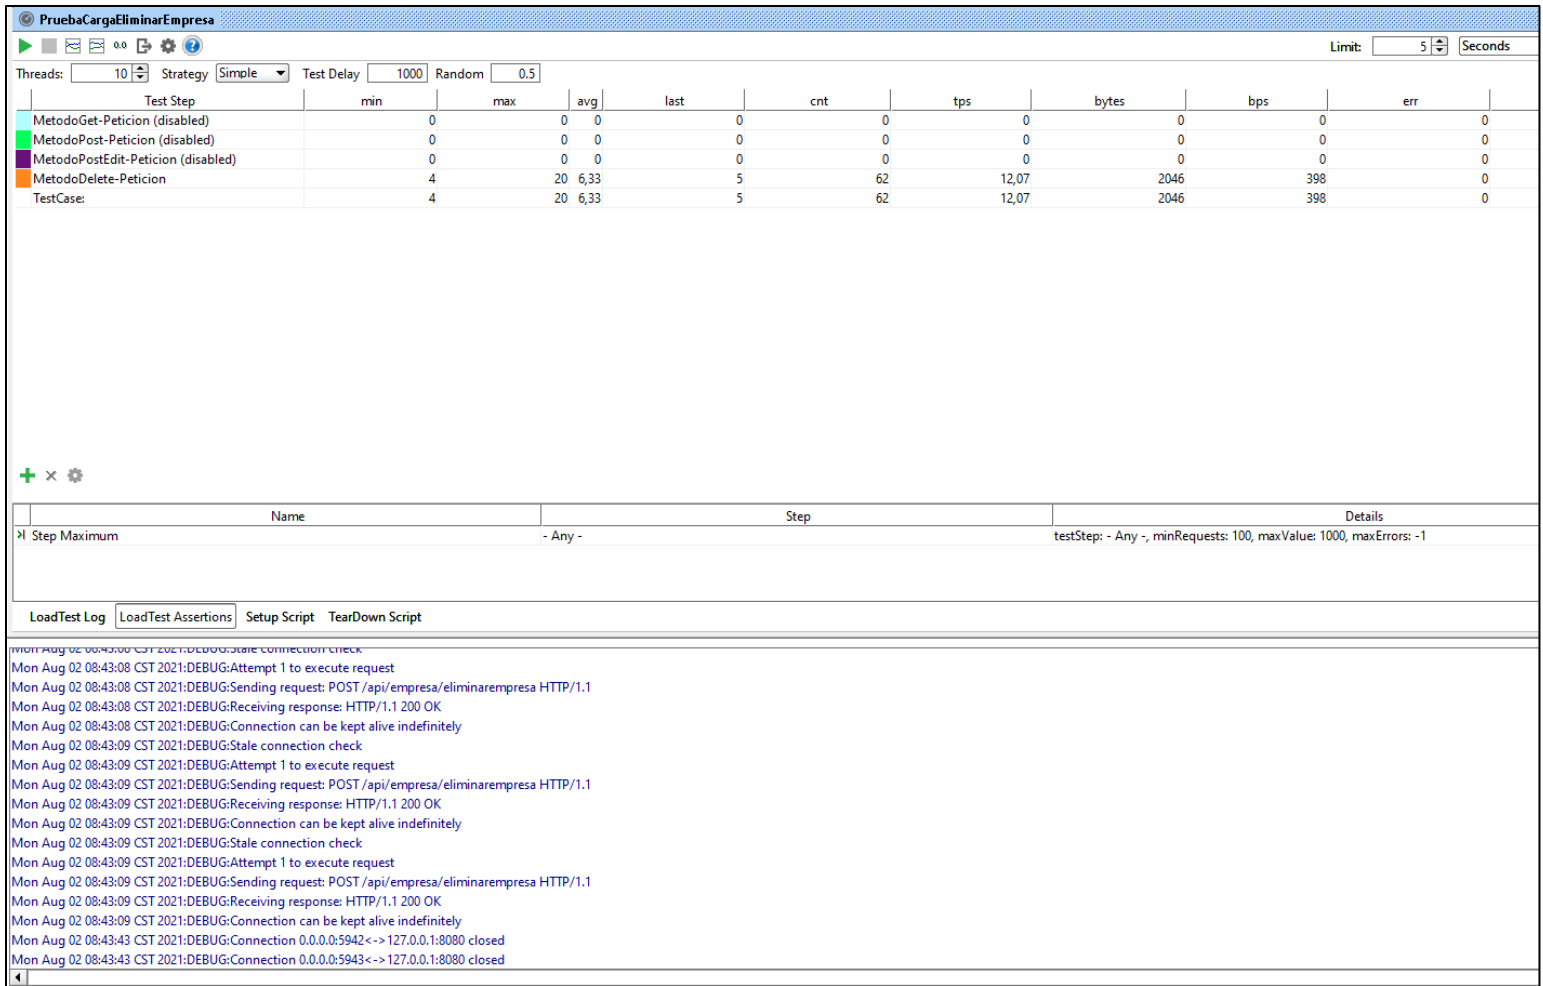 PruebaCargaEliminarEmpresa
0.0 ? Limit: 5 Seconds
Threads: 10 Strategy Simple Test Delay 1000 Random 0.5
Test Step min max avg last cnt tps bytes bps err
MetodoGet-Peticion (disabled) 0 0 0 0 0 0 0 0 0
MetodoPost-Peticion (disabled) 0 0 0 0 0 0 0 0 0
MetodoPostEdit-Peticion (disabled) 0 0 0 0 0 0 0 0 0
MetodoDelete-Peticion 4 20 6,33 5 62 12,07 2046 398 0
TestCase: 4 20 6,33 5 62 12,07 2046 398 0
Name Step Details
Step Maximum - Any - testStep: - Any -, minRequests: 100, maxValue: 1000, maxErrors: -1
LoadTest Log LoadTest Assertions Setup Script TearDown Script
Mon Aug 02 08:43:08 CST 2021:DEBUG:Stale connection check
Mon Aug 02 08:43:08 CST 2021:DEBUG:Attempt 1 to execute request
Mon Aug 02 08:43:08 CST 2021:DEBUG:Sending request: POST /api/empresa/eliminarempresa HTTP/1.1
Mon Aug 02 08:43:08 CST 2021:DEBUG:Receiving response: HTTP/1.1 200 OK
Mon Aug 02 08:43:08 CST 2021:DEBUG:Connection can be kept alive indefinitely
Mon Aug 02 08:43:09 CST 2021:DEBUG:Stale connection check
Mon Aug 02 08:43:09 CST 2021:DEBUG:Attempt 1 to execute request
Mon Aug 02 08:43:09 CST 2021:DEBUG:Sending request: POST /api/empresa/eliminarempresa HTTP/1.1
Mon Aug 02 08:43:09 CST 2021:DEBUG:Receiving response: HTTP/1.1 200 OK
Mon Aug 02 08:43:09 CST 2021:DEBUG:Connection can be kept alive indefinitely
Mon Aug 02 08:43:09 CST 2021:DEBUG:Stale connection check
Mon Aug 02 08:43:09 CST 2021:DEBUG:Attempt 1 to execute request
Mon Aug 02 08:43:09 CST 2021:DEBUG:Sending request: POST /api/empresa/eliminarempresa HTTP/1.1
Mon Aug 02 08:43:09 CST 2021:DEBUG:Receiving response: HTTP/1.1 200 OK
Mon Aug 02 08:43:09 CST 2021:DEBUG:Connection can be kept alive indefinitely
Mon Aug 02 08:43:43 CST 2021:DEBUG:Connection 0.0.0.0:5942<->127.0.0.1:8080 closed
Mon Aug 02 08:43:43 CST 2021:DEBUG:Connection 0.0.0.0:5943<->127.0.0.1:8080 closed